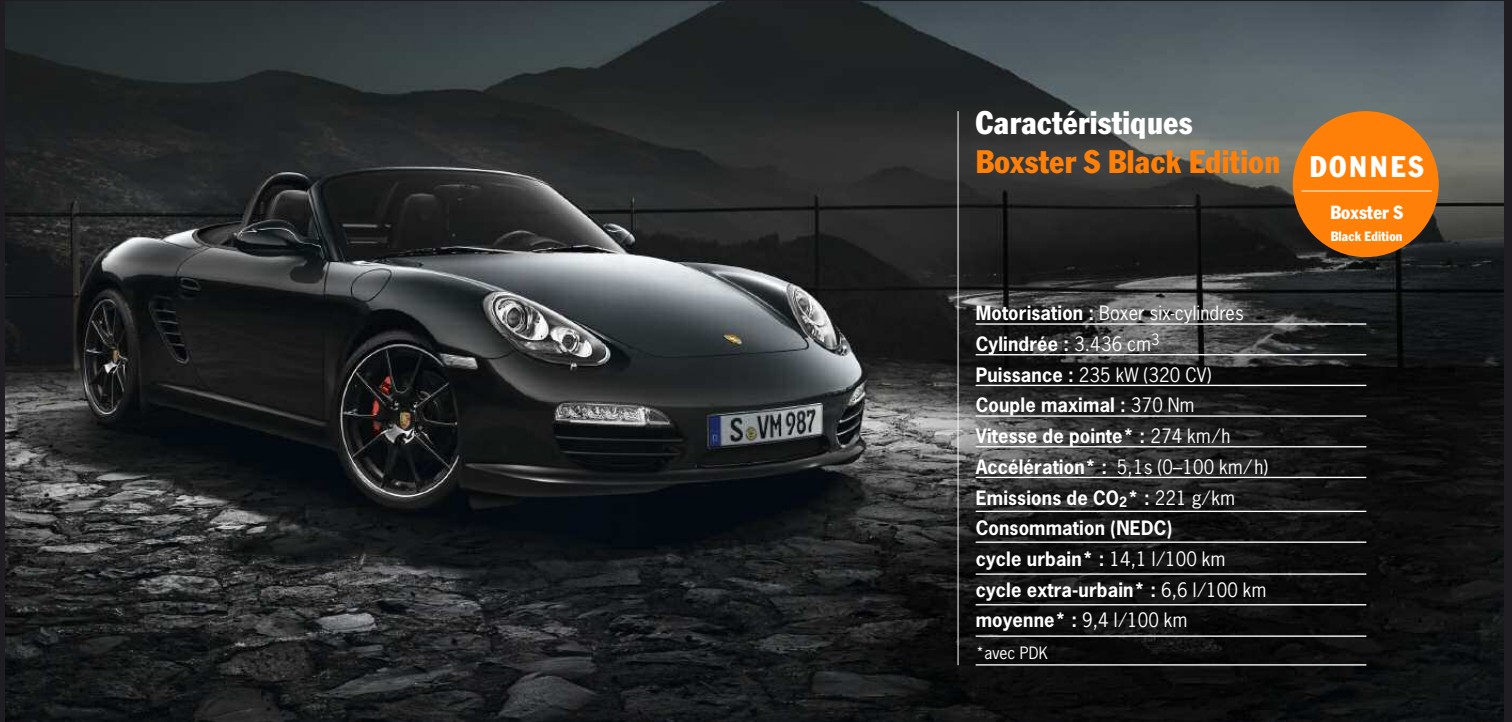 Caractéristiques
Boxster S Black Edition
DONNES
Boxster S
Black Edition
Motorisation : Boxer six-cylindres
Cylindrée : 3.436 cm³
Puissance : 235 kW (320 CV)
Couple maximal : 370 Nm
Vitesse de pointe* : 274 km/h
Accélération* : 5,1s (0–100 km/h)
Emissions de CO₂* : 221 g/km
Consommation (NEDC)
cycle urbain* : 14,1 l/100 km
cycle extra-urbain* : 6,6 l/100 km
moyenne* : 9,4 l/100 km
*avec PDK
S VM 987